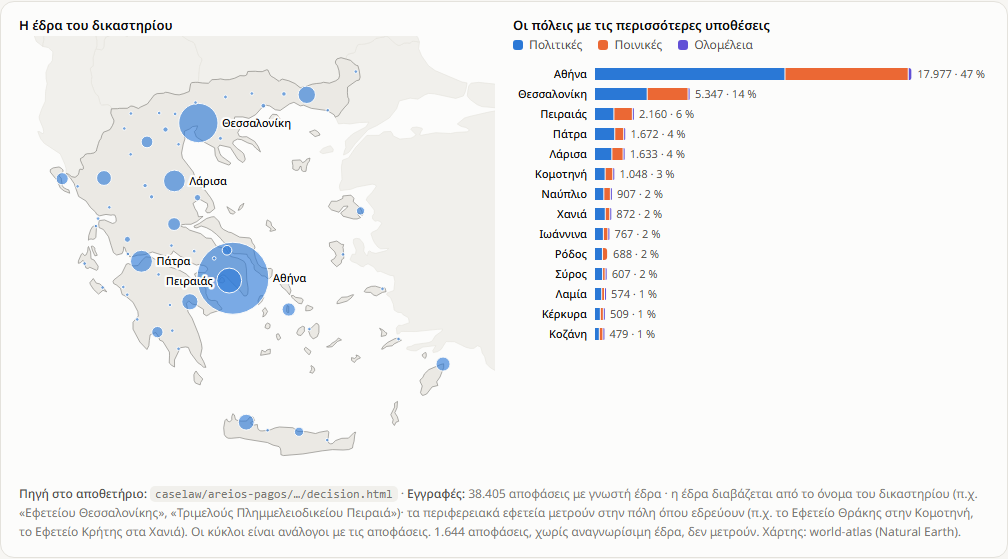 Η έδρα του δικαστηρίου
Θεσσαλονίκη
Λάρισα
Πάτρα
Πειραιάς
Αθήνα
Οι πόλεις με τις περισσότερες υποθέσεις
Πολιτικές Ποινικές Ολομέλεια
Αθήνα 17.977 · 47 %
Θεσσαλονίκη 5.347 · 14 %
Πειραιάς 2.160 · 6 %
Πάτρα 1.672 · 4 %
Λάρισα 1.633 · 4 %
Κομοτηνή 1.048 · 3 %
Ναύπλιο 907 · 2 %
Χανιά 872 · 2 %
Ιωάννινα 767 · 2 %
Ρόδος 688 · 2 %
Σύρος 607 · 2 %
Λαμία 574 · 1 %
Κέρκυρα 509 · 1 %
Κοζάνη 479 · 1 %
Πηγή στο αποθετήριο: caselaw/areios-pagos/…/decision.html · Εγγραφές: 38.405 αποφάσεις με γνωστή έδρα · η έδρα διαβάζεται από το όνομα του δικαστηρίου (π.χ.
«Εφετείου Θεσσαλονίκης», «Τριμελούς Πλημμελειοδικείου Πειραιά»)· τα περιφερειακά εφετεία μετρούν στην πόλη όπου εδρεύουν (π.χ. το Εφετείο Θράκης στην Κομοτηνή,
το Εφετείο Κρήτης στα Χανιά). Οι κύκλοι είναι ανάλογοι με τις αποφάσεις. 1.644 αποφάσεις, χωρίς αναγνωρίσιμη έδρα, δεν μετρούν. Χάρτης: world-atlas (Natural Earth).